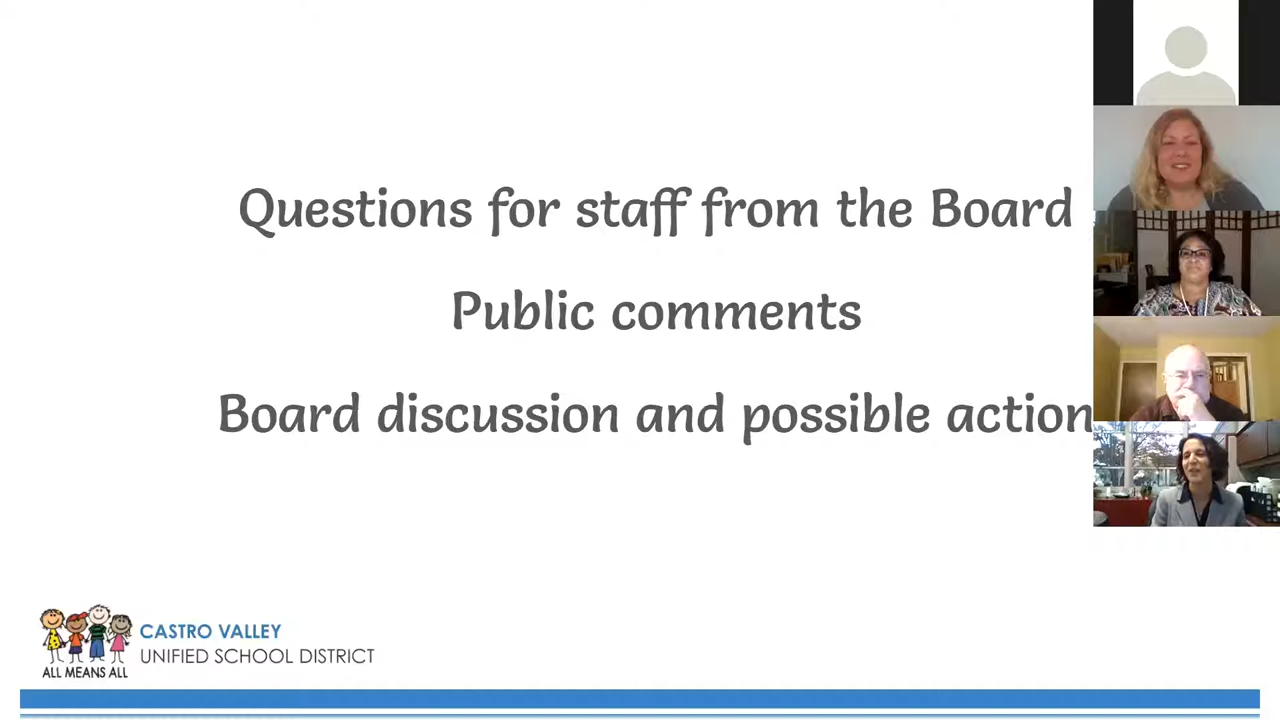 Questions for staff from the Board
Public comments
Board discussion and possible action
CASTRO VALLEY
UNIFIED SCHOOL DISTRICT
ALL MEANS ALL